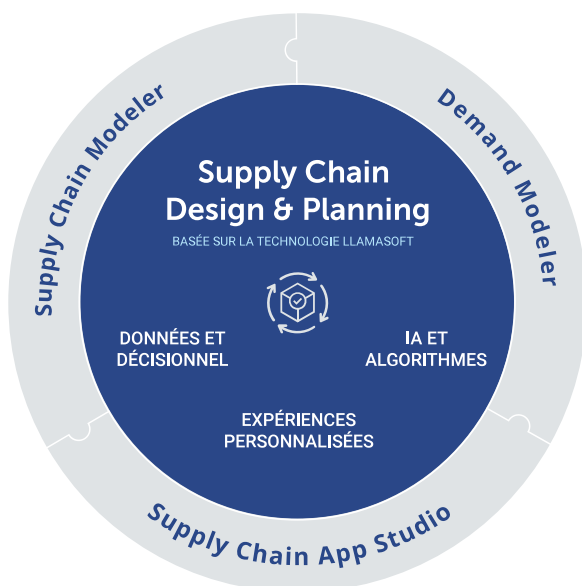 Supply Chain Modeler
Demand Modeler
Supply Chain
Design & Planning
BASÉE SUR LA TECHNOLOGIE LLAMASOFT
DONNÉES ET
DÉCISIONNEL
IA ET
ALGORITHMES
EXPÉRIENCES
PERSONNALISÉES
Supply Chain App Studio